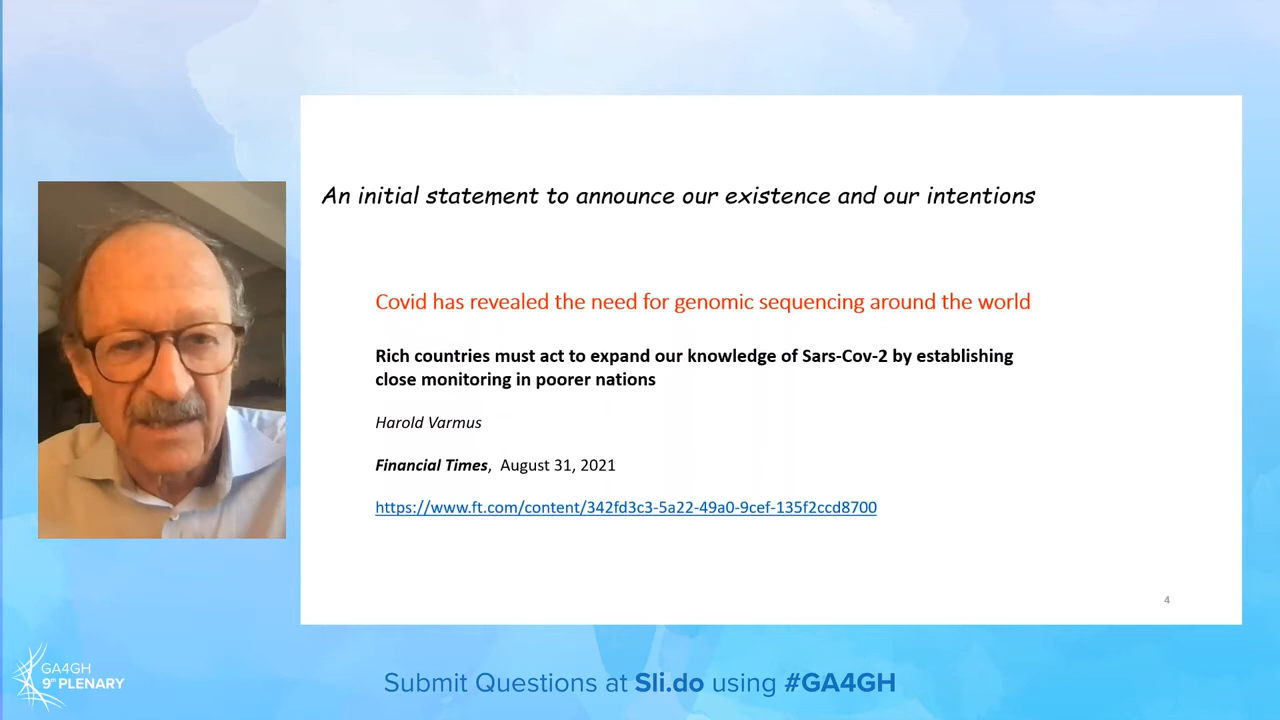 An initial statement to announce our existence and our intentions
Covid has revealed the need for genomic sequencing around the world
Rich countries must act to expand our knowledge of Sars-Cov-2 by establishing
close monitoring in poorer nations
Harold Varmus
Financial Times, August 31, 2021
https://www.ft.com/content/342fd3c3-5a22-49a0-9cef-135f2ccd8700
4
GA4GH
9th PLENARY
Submit Questions at Sli.do using #GA4GH